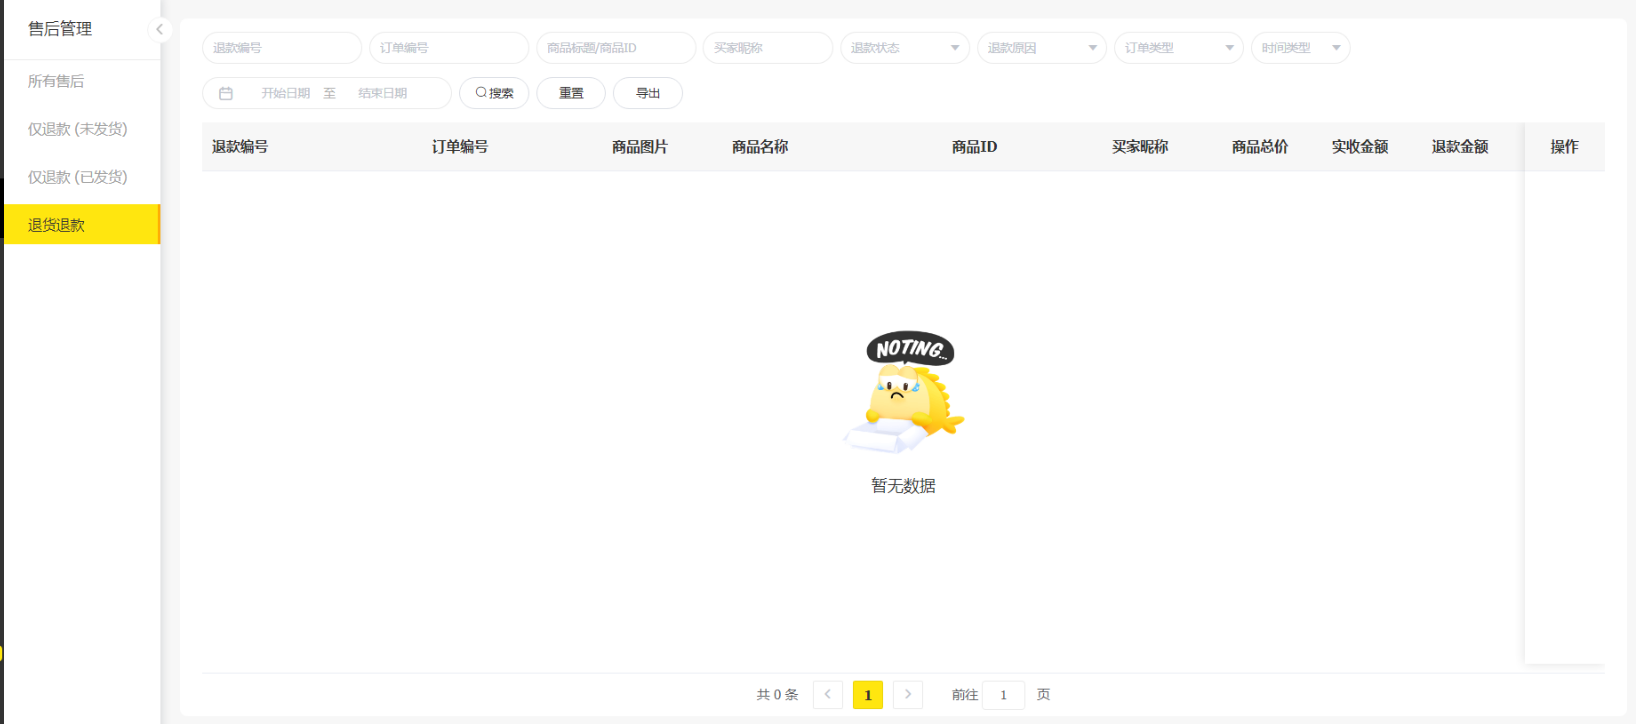 售后管理
所有售后
仅退款 (未发货)
仅退款 (已发货)
退货退款
退款编号 订单编号 商品标题/商品ID 买家昵称 退款状态 退款原因 订单类型 时间类型
开始日期 至 结束日期 搜索 重置 导出
退款编号 订单编号 商品图片 商品名称 商品ID 买家昵称 商品总价 实收金额 退款金额 操作
NOTING...
暂无数据
共 0 条 1 前往 1 页